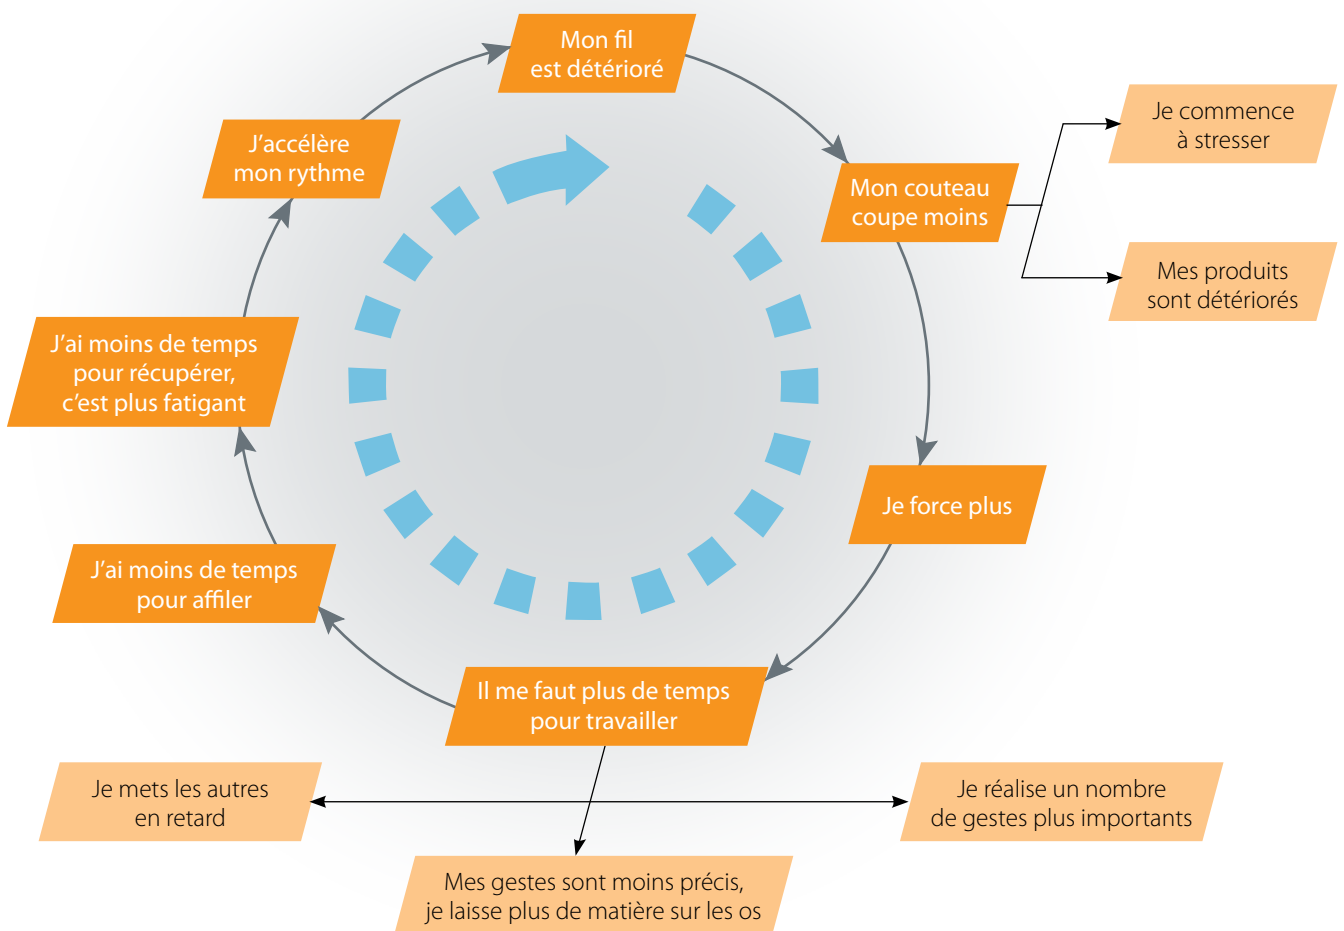 Mon fil
est détérioré
Mon couteau
coupe moins
Je commence
à stresser
Mes produits
sont détériorés
Je force plus
Il me faut plus de temps
pour travailler
Je réalise un nombre
de gestes plus importants
Mes gestes sont moins précis,
je laisse plus de matière sur les os
Je mets les autres
en retard
J’ai moins de temps
pour affiler
J’ai moins de temps
pour récupérer,
c’est plus fatigant
J’accélère
mon rythme